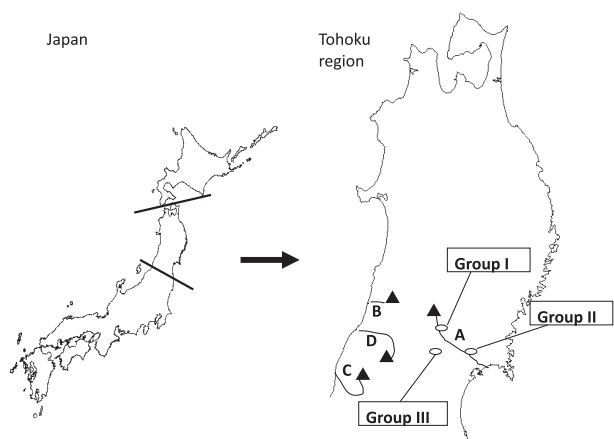 Japan
Tohoku
region
Group I
B
A
Group II
D
C
Group III